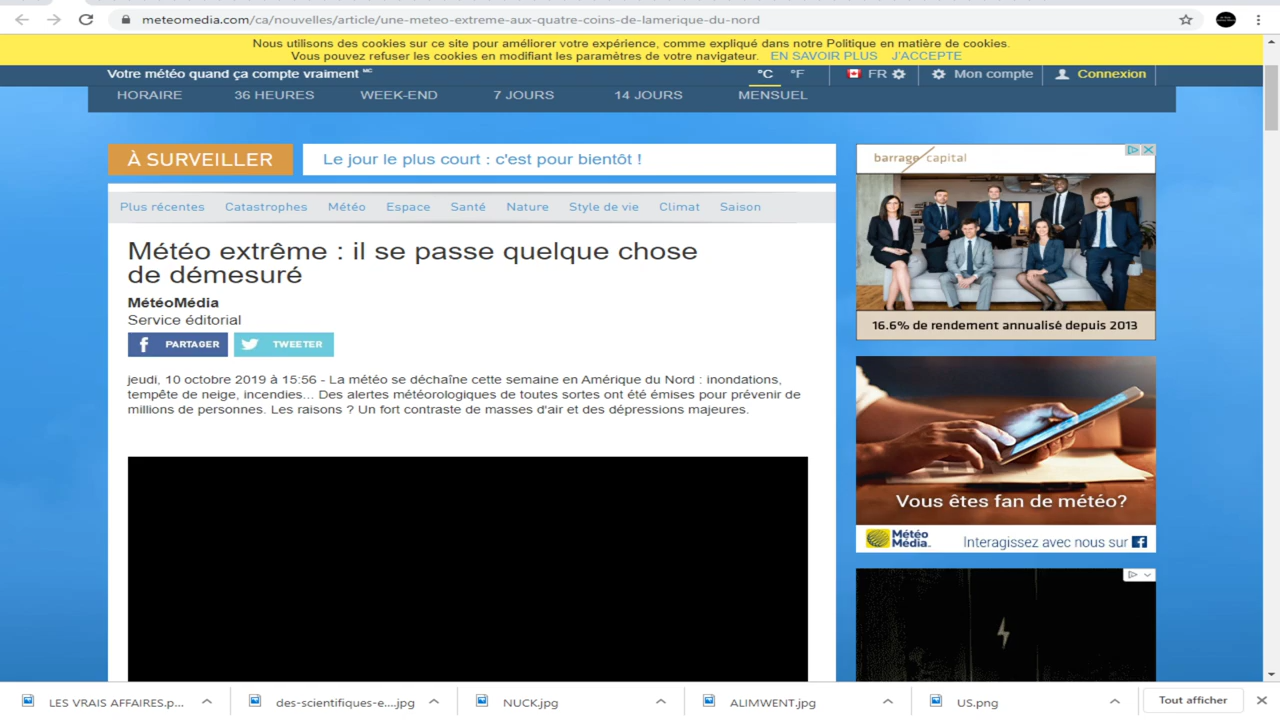 meteomedia.com/ca/nouvelles/article/une-meteo-extreme-aux-quatre-coins-de-lamerique-du-nord
Nous utilisons des cookies sur ce site pour améliorer votre expérience, comme expliqué dans notre Politique en matière de cookies.
Vous pouvez refuser les cookies en modifiant les paramètres de votre navigateur. EN SAVOIR PLUS J'ACCEPTE
Votre météo quand ça compte vraiment MC °C °F FR Mon compte Connexion
HORAIRE 36 HEURES WEEK-END 7 JOURS 14 JOURS MENSUEL
À SURVEILLER Le jour le plus court : c'est pour bientôt !
barrage capital
Plus récentes Catastrophes Météo Espace Santé Nature Style de vie Climat Saison
Météo extrême : il se passe quelque chose
de démesuré
MétéoMédia
Service éditorial
PARTAGER TWEETER
16.6% de rendement annualisé depuis 2013
jeudi, 10 octobre 2019 à 15:56 - La météo se déchaîne cette semaine en Amérique du Nord : inondations,
tempête de neige, incendies... Des alertes météorologiques de toutes sortes ont été émises pour prévenir de
millions de personnes. Les raisons ? Un fort contraste de masses d'air et des dépressions majeures.
Vous êtes fan de météo?
Météo
Média
Interagissez avec nous sur f
LES VRAIS AFFAIRES.p... des-scientifiques-e....jpg NUCK.jpg ALIMWENT.jpg US.png Tout afficher